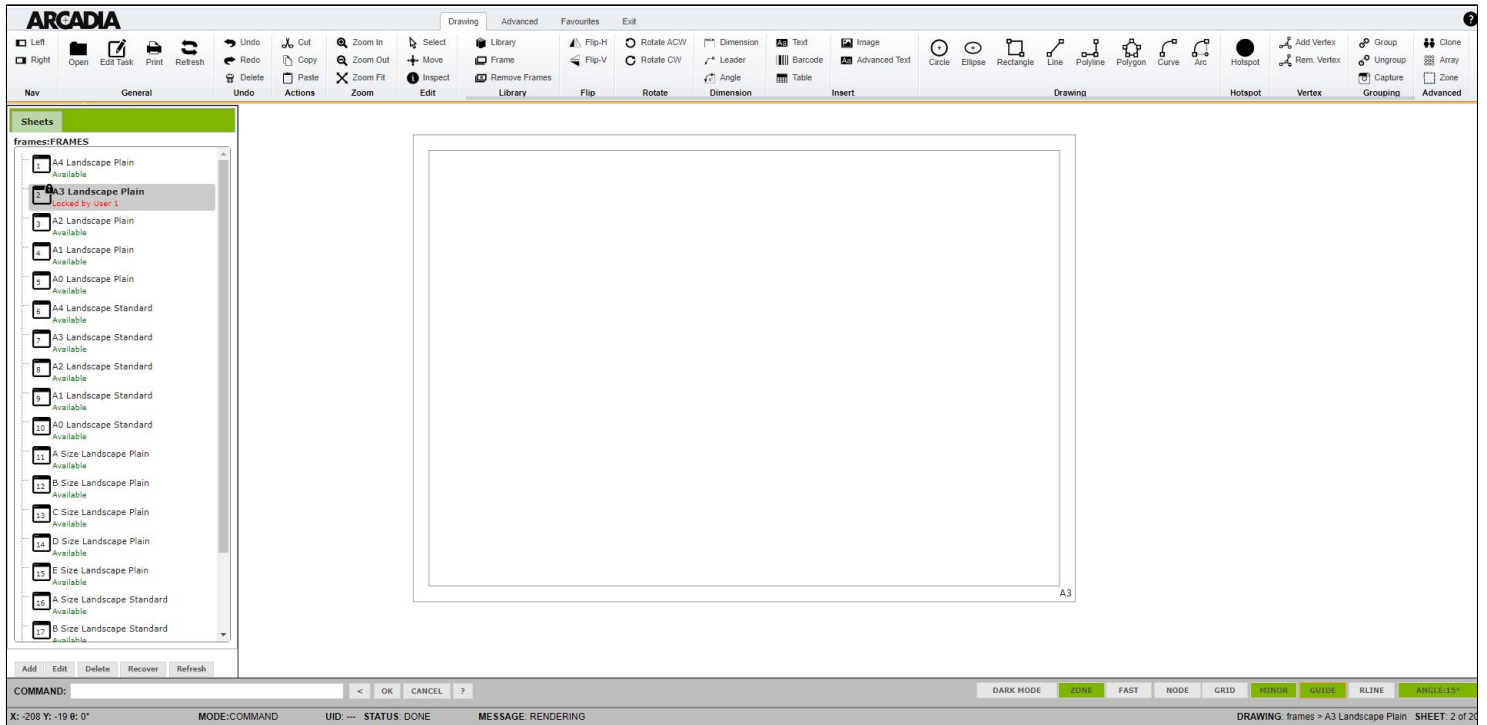 ARCADIA
Drawing Advanced Favourites Exit ?
Left Undo Cut Zoom In Select Library Flip-H Rotate ACW Dimension Text Image Add Vertex Group Clone
Open Edit Task Print Refresh Circle Ellipse Rectangle Line Polyline Polygon Curve Arc Hotspot
Right Redo Copy Zoom Out Move Frame Flip-V Rotate CW Leader Barcode Advanced Text Rem. Vertex Ungroup Array
Delete Paste Zoom Fit Inspect Remove Frames Angle Table Capture Zone
Nav General Undo Actions Zoom Edit Library Flip Rotate Dimension Insert Drawing Hotspot Vertex Grouping Advanced
Sheets
frames:FRAMES
1 A4 Landscape Plain
Available
2 A3 Landscape Plain
Locked by User 1
3 A2 Landscape Plain
Available
4 A1 Landscape Plain
Available
5 A0 Landscape Plain
Available
6 A4 Landscape Standard
Available
7 A3 Landscape Standard
Available
8 A2 Landscape Standard
Available
9 A1 Landscape Standard
Available
10 A0 Landscape Standard
Available
11 A Size Landscape Plain
Available
12 B Size Landscape Plain
Available
13 C Size Landscape Plain
Available
14 D Size Landscape Plain
Available
15 E Size Landscape Plain
Available
16 A Size Landscape Standard
Available
17 B Size Landscape Standard
Available
A3
Add Edit Delete Recover Refresh
COMMAND: < OK CANCEL ? DARK MODE ZONE FAST NODE GRID MINOR GUIDE RLINE ANGLE:15°
X: -208 Y: -19 θ: 0° MODE:COMMAND UID: --- STATUS: DONE MESSAGE: RENDERING DRAWING: frames > A3 Landscape Plain SHEET: 2 of 20